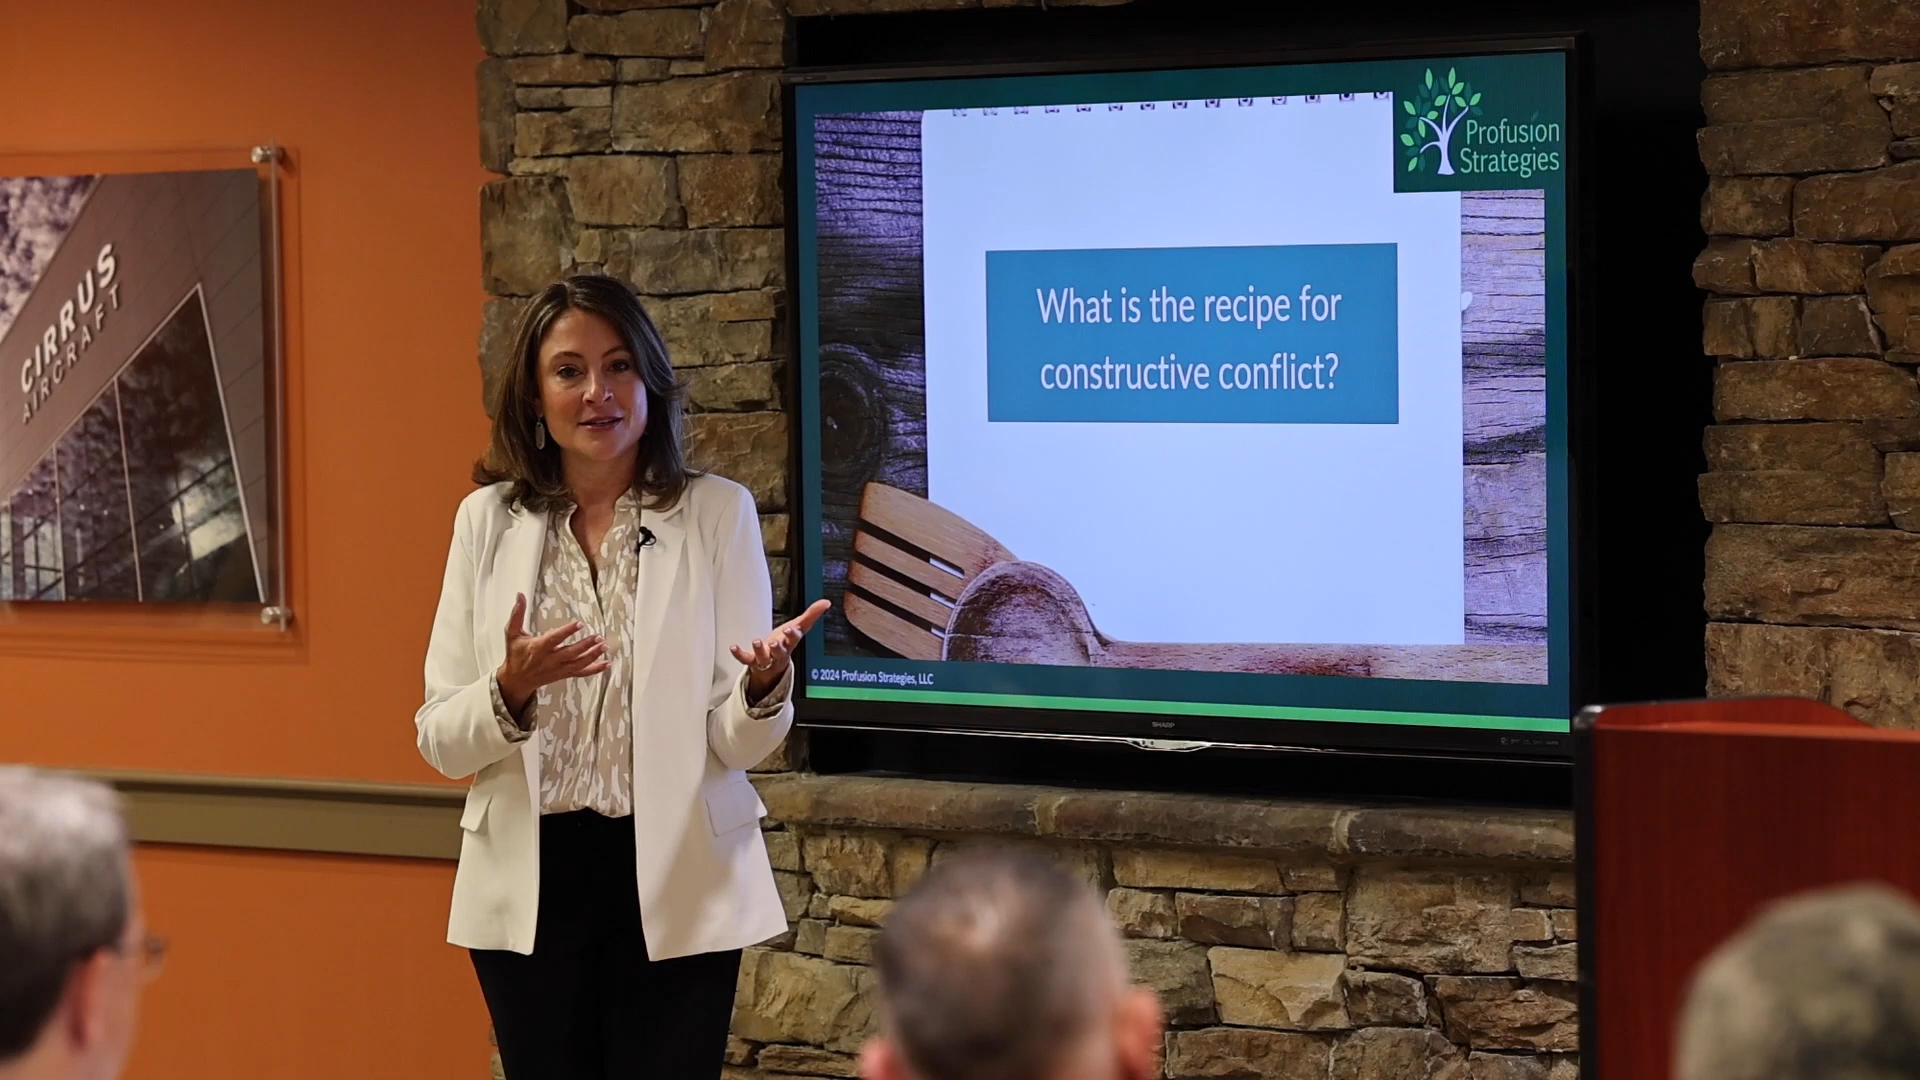 CIRRUS
AIRCRAFT
Profusion
Strategies
What is the recipe for
constructive conflict?
© 2024 Profusion Strategies, LLC
SHARP